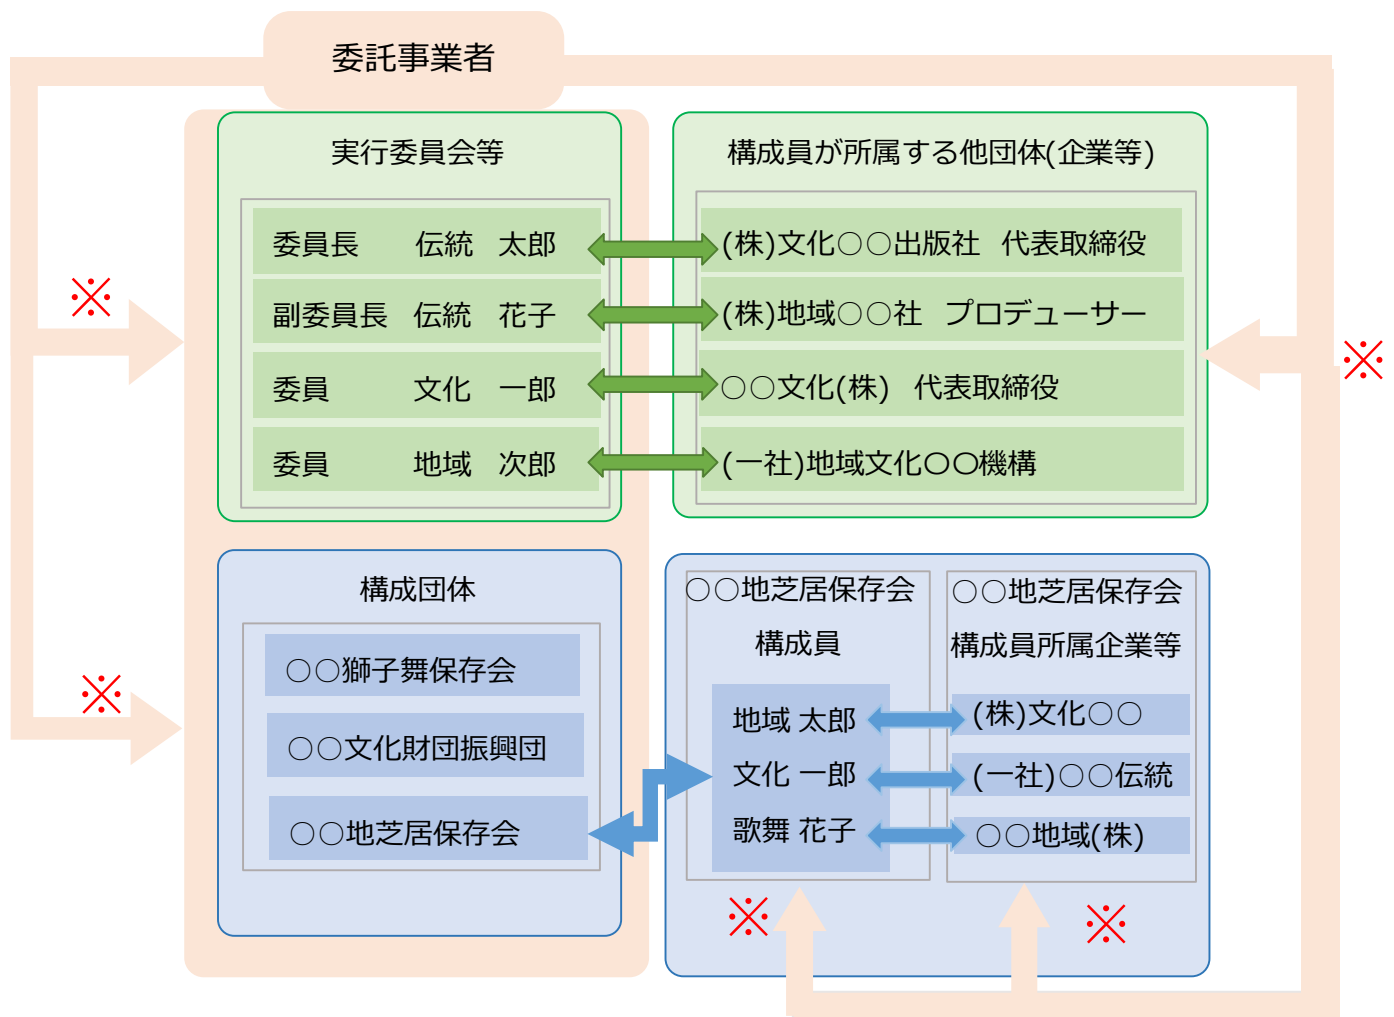 委託事業者
実行委員会等
委員長 伝統 太郎
副委員長 伝統 花子
委員 文化 一郎
委員 地域 次郎
構成員が所属する他団体(企業等)
(株)文化○○出版社 代表取締役
(株)地域○○社 プロデューサー
○○文化(株) 代表取締役
(一社)地域文化〇〇機構
※
※
構成団体
○○獅子舞保存会
○○文化財団振興団
○○地芝居保存会
※
○○地芝居保存会
構成員
地域 太郎
文化 一郎
歌舞 花子
○○地芝居保存会
構成員所属企業等
(株)文化○○
(一社)○○伝統
○○地域(株)
※
※